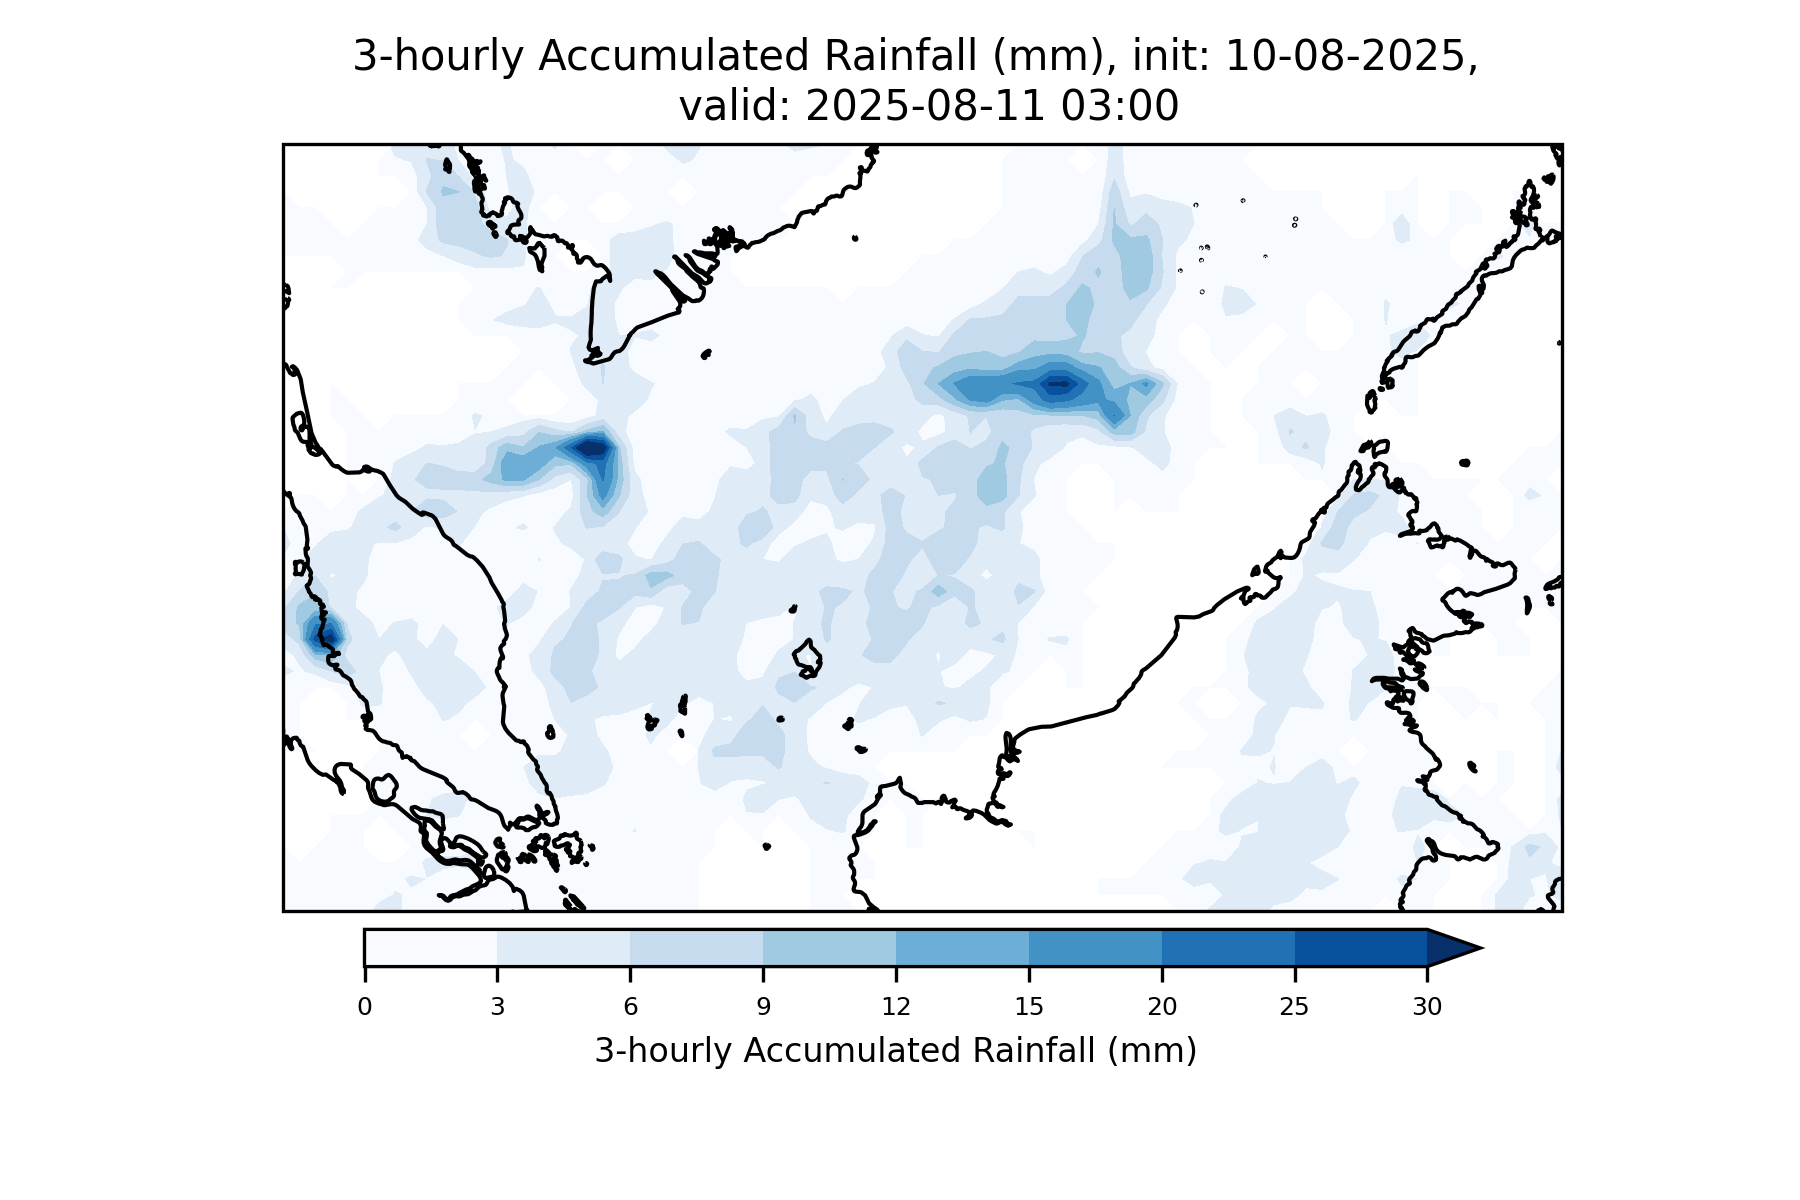 3-hourly Accumulated Rainfall (mm), init: 10-08-2025,
valid: 2025-08-11 03:00
0 3 6 9 12 15 20 25 30
3-hourly Accumulated Rainfall (mm)